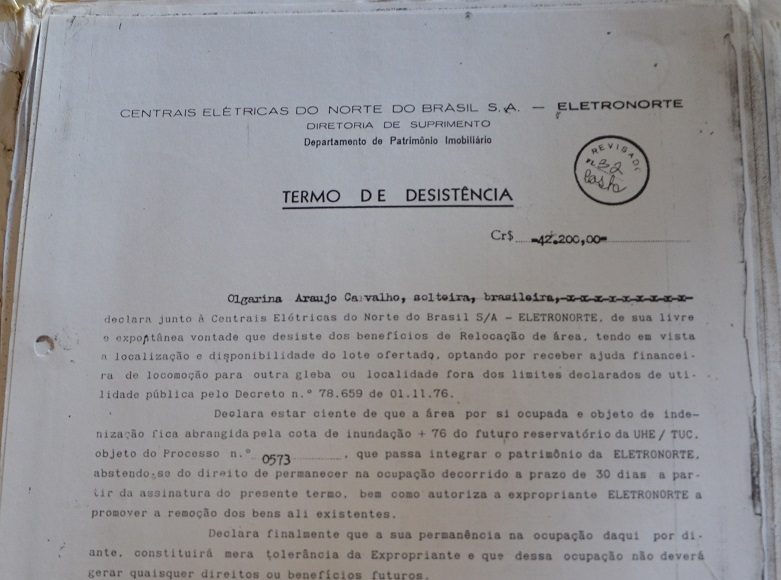 CENTRAIS ELÉTRICAS DO NORTE DO BRASIL S.A. — ELETRONORTE
DIRETORIA DE SUPRIMENTO
Departamento de Patrimônio Imobiliário
REVISADO
nº 32
Costa
TERMO DE DESISTÊNCIA
Cr$ -42.200,00-
Olgarina Araujo Carvalho, solteira, brasileira,-x-x-x-x-x-x-x-x-
declara junto à Centrais Elétricas do Norte do Brasil S/A - ELETRONORTE, de sua livre
e expontânea vontade que desiste dos benefícios de Relocação de área, tendo em vista
a localização e disponibilidade do lote ofertado, optando por receber ajuda financei-
ra de locomoção para outra gleba ou localidade fora dos limites declarados de uti-
lidade pública pelo Decreto n.º 78.659 de 01.11.76.
Declara estar ciente de que a área por si ocupada e objeto de inde-
nização fica abrangida pela cota de inundação + 76 do futuro reservatório da UHE / TUC,
objeto do Processo n.º 0573 , que passa integrar o patrimônio da ELETRONORTE,
abstendo-se do direito de permanecer na ocupação decorrido a prazo de 30 dias a par-
tir da assinatura do presente termo, bem como autoriza a expropriante ELETRONORTE a
promover a remoção dos bens ali existentes.
Declara finalmente que a sua permanência na ocupação daqui por di-
ante, constituirá mera tolerância da Expropriante e que dessa ocupação não deverá
gerar quaisquer direitos ou benefícios futuros.